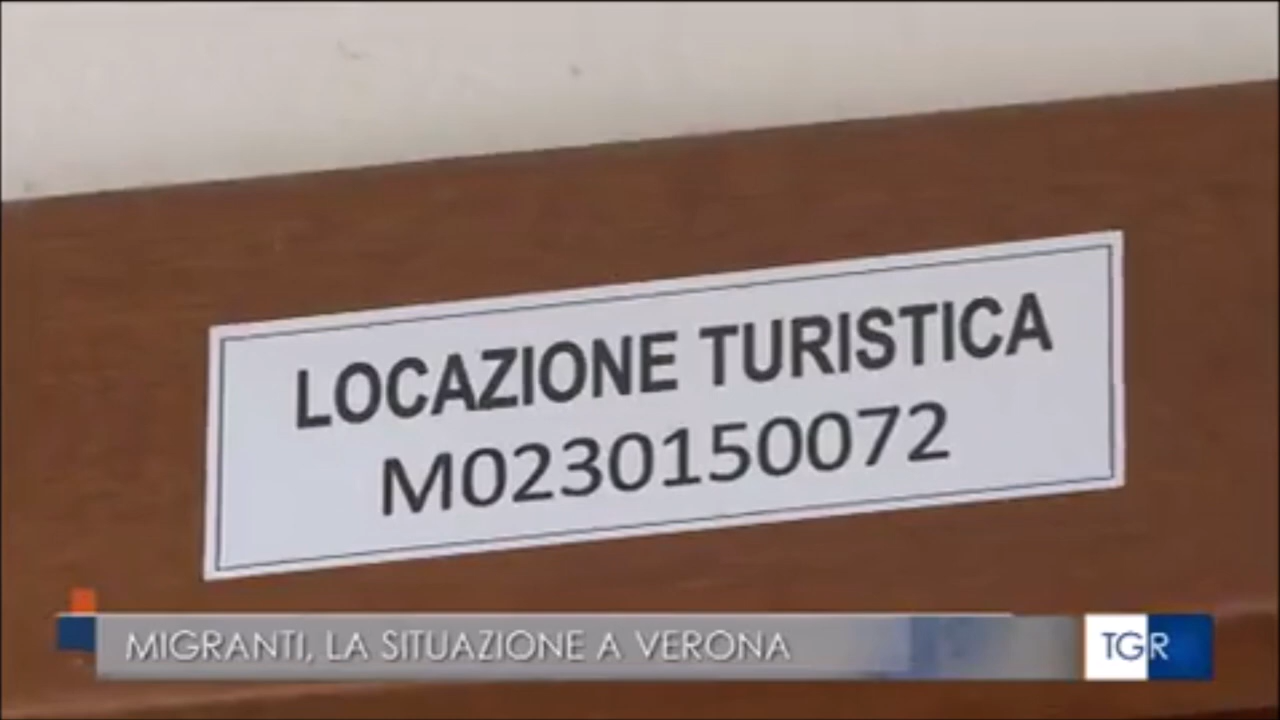 LOCAZIONE TURISTICA
M0230150072
MIGRANTI, LA SITUAZIONE A VERONA
TGR